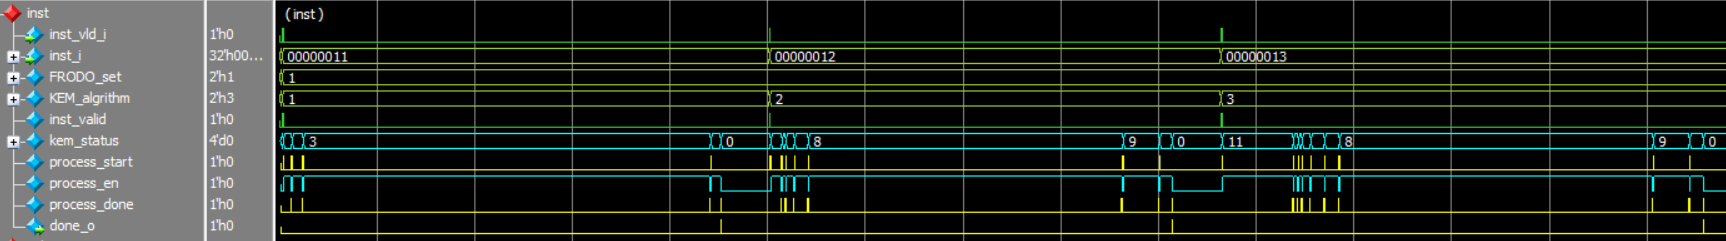 inst (inst)
inst_vld_i 1'h0
inst_i 32'h00... 00000011 00000012 00000013
FRODO_set 2'h1 1
KEM_algrithm 2'h3 1 2 3
inst_valid 1'h0
kem_status 4'd0 3 0 8 9 0 11 8 9 0
process_start 1'h0
process_en 1'h0
process_done 1'h0
done_o 1'h0